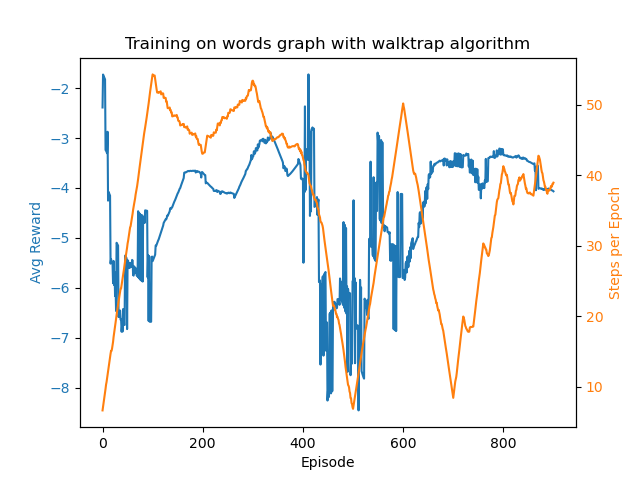 Training on words graph with walktrap algorithm
−2
−3
−4
−5
−6
−7
−8
Avg Reward
50
40
30
20
10
Steps per Epoch
0 200 400 600 800
Episode